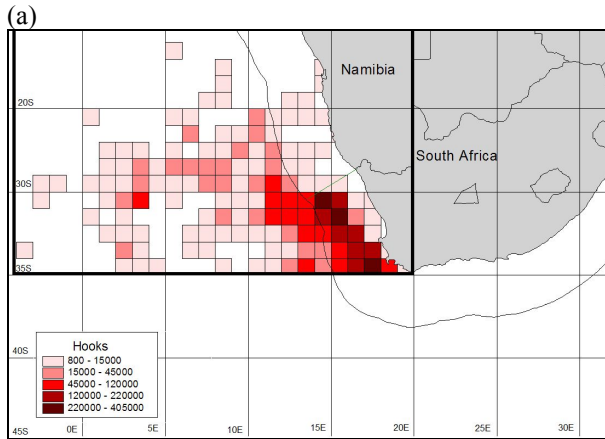 (a)
Namibia
20S
South Africa
30S
35S
Hooks
800 - 15000
15000 - 45000
45000 - 120000
120000 - 220000
220000 - 405000
40S
45S
0E
5E
10E
15E
20E
25E
30E